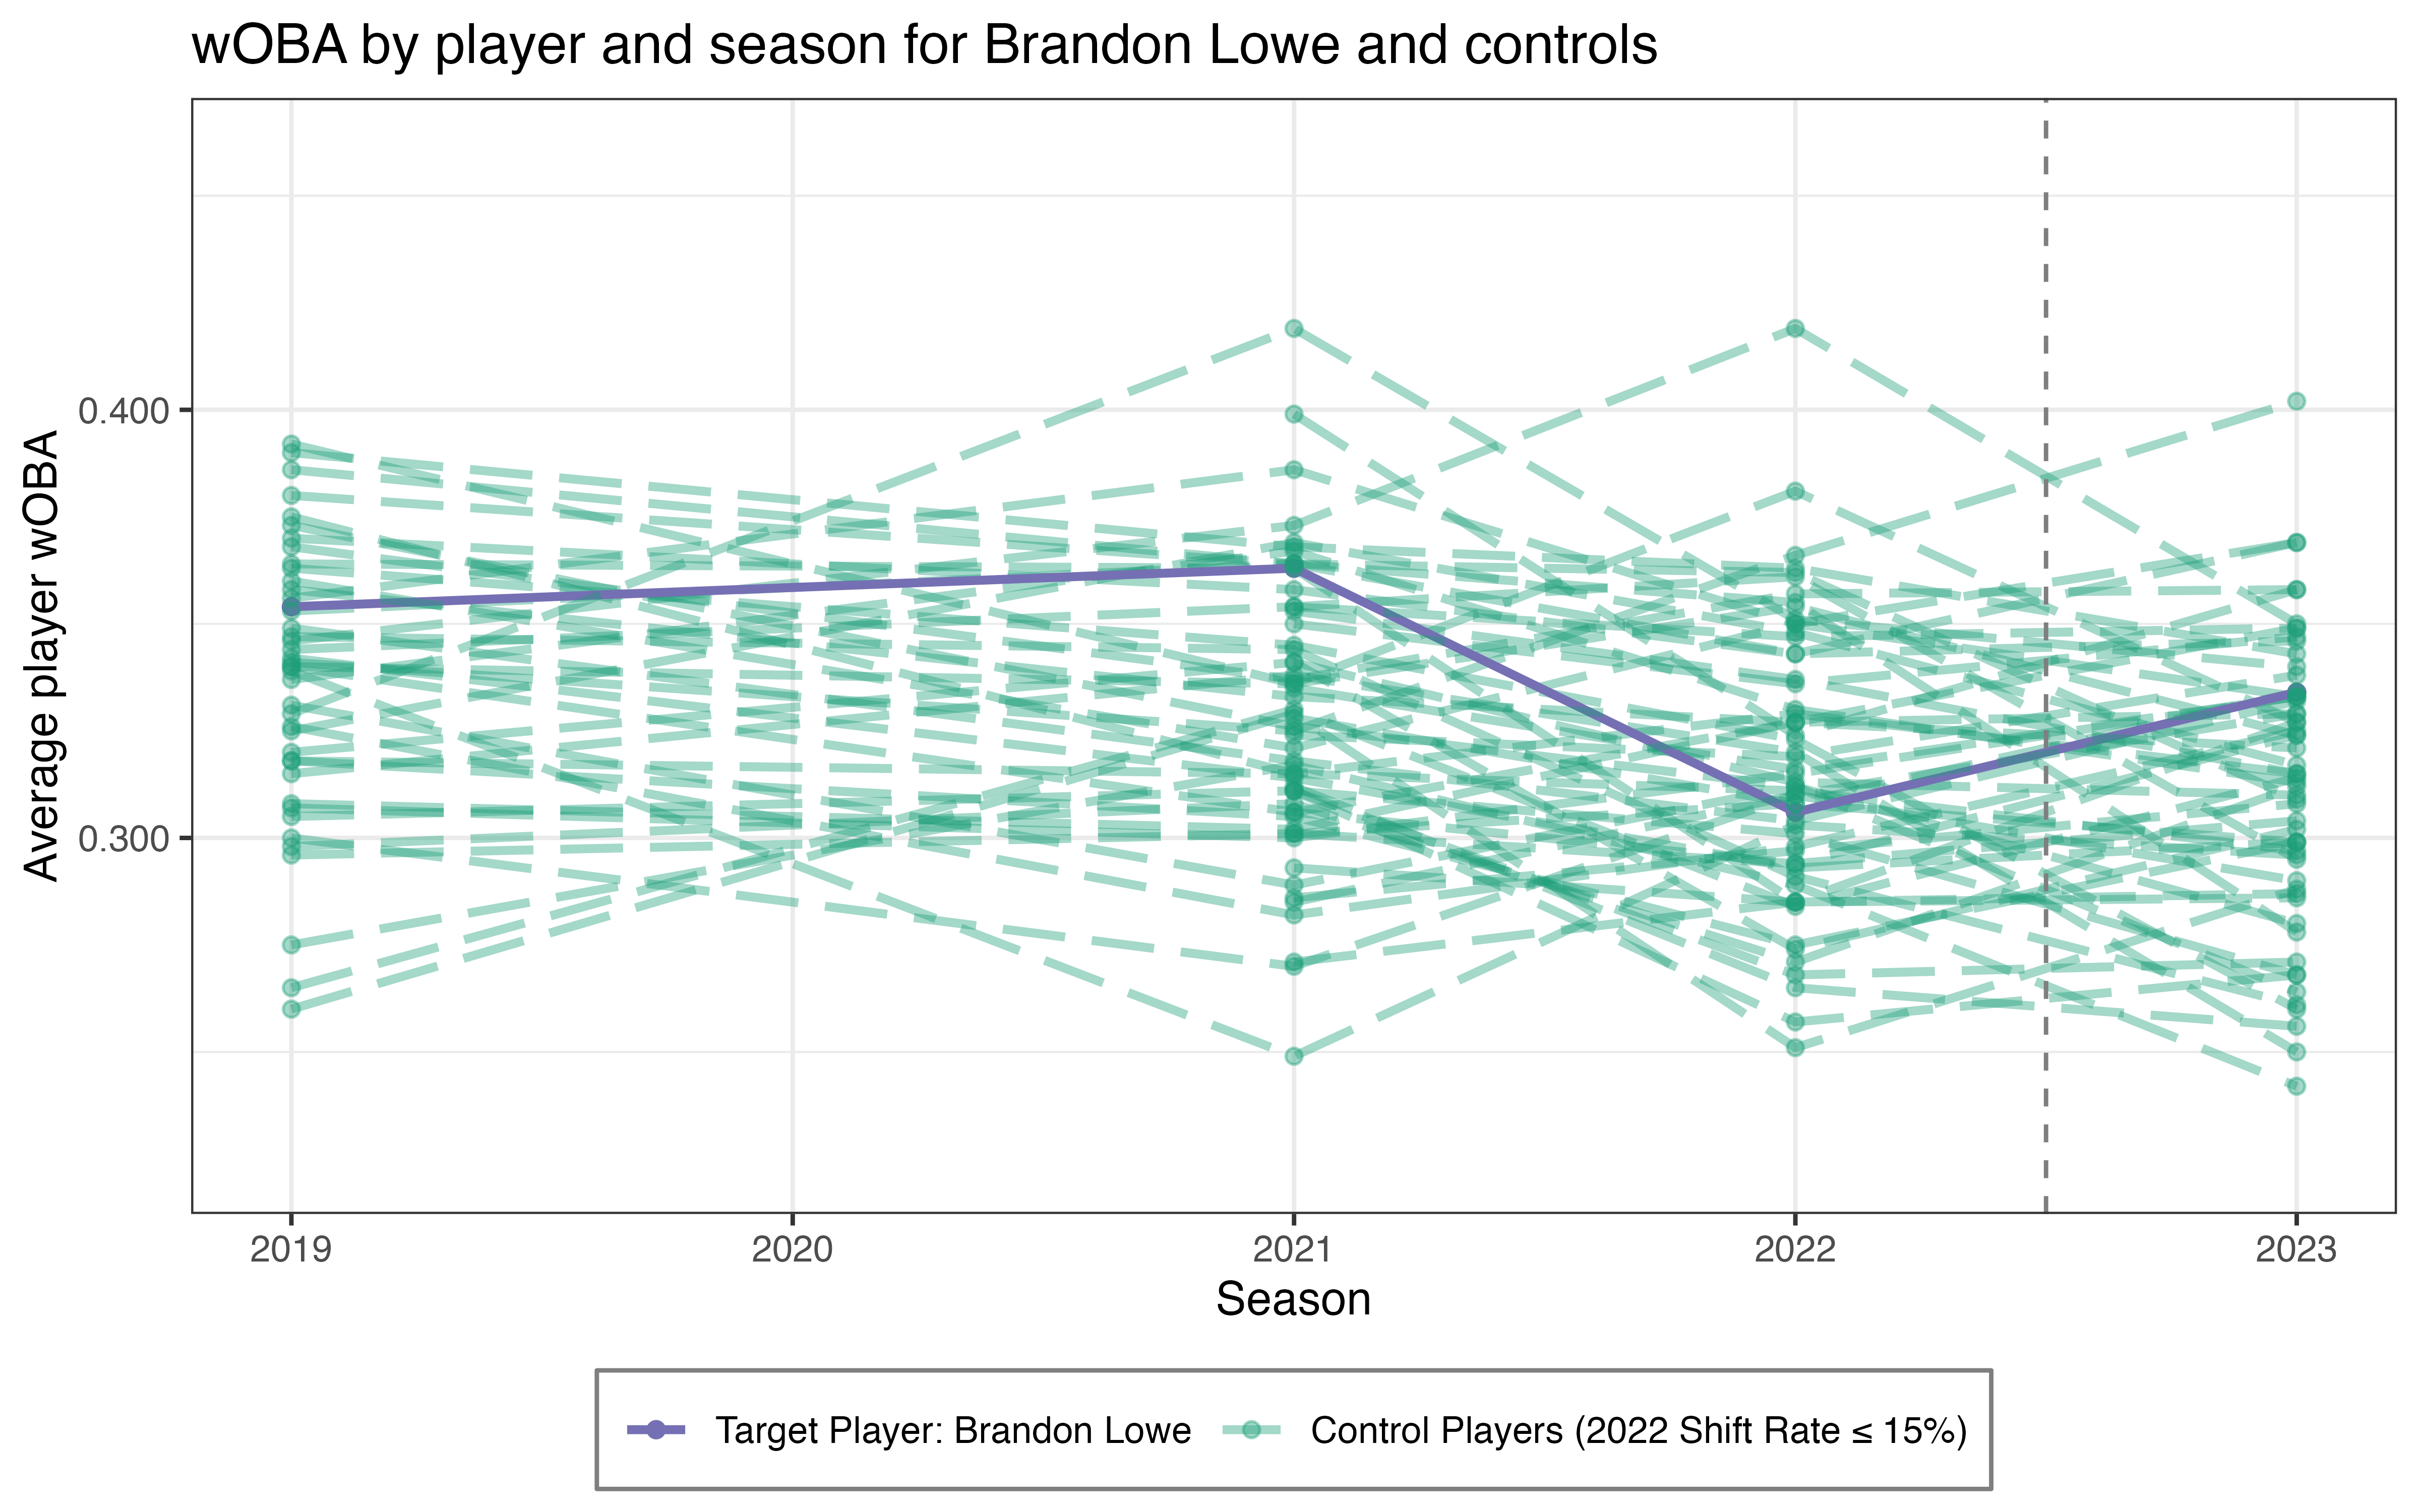 wOBA by player and season for Brandon Lowe and controls
Average player wOBA
0.400
0.300
2019 2020 2021 2022 2023
Season
Target Player: Brandon Lowe Control Players (2022 Shift Rate ≤ 15%)